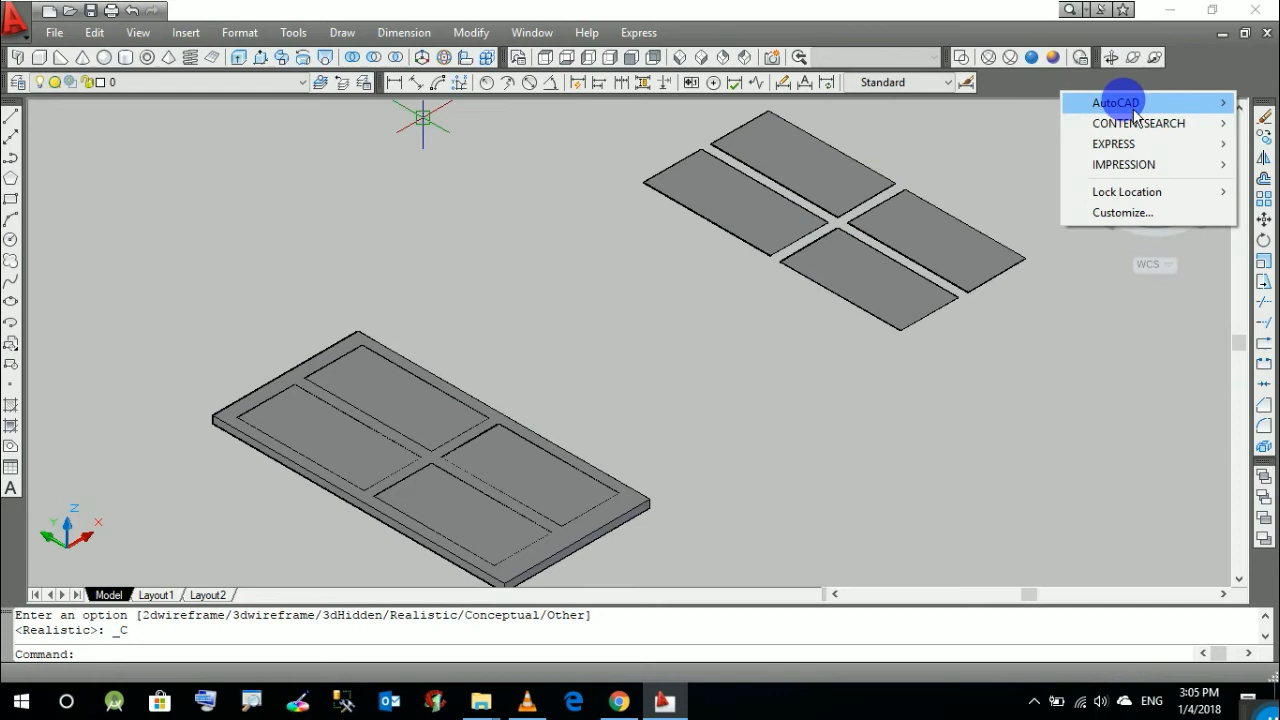 File Edit View Insert Format Tools Draw Dimension Modify Window Help Express
0
Standard
AutoCAD
CONTENT SEARCH
EXPRESS
IMPRESSION
Lock Location
Customize...
WCS
A
Z
Y X
Model Layout1 Layout2
Enter an option [2dwireframe/3dwireframe/3dHidden/Realistic/Conceptual/Other]
<Realistic>: _C
Command:
ENG
3:05 PM
1/4/2018